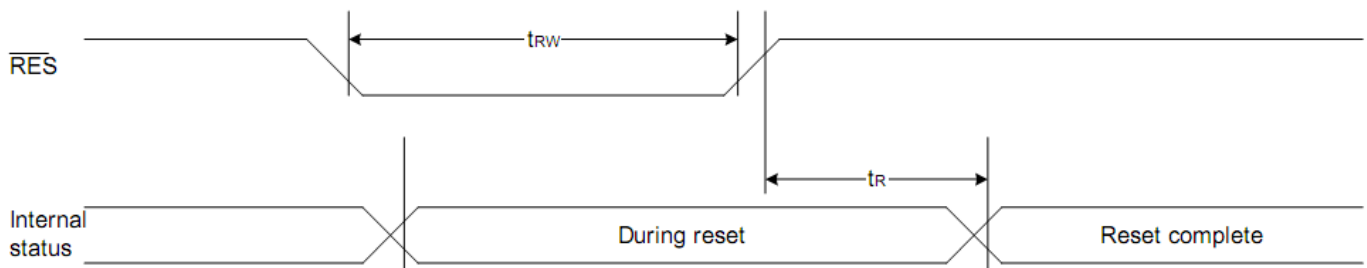 tRW
RES
tR
Internal
status
During reset
Reset complete